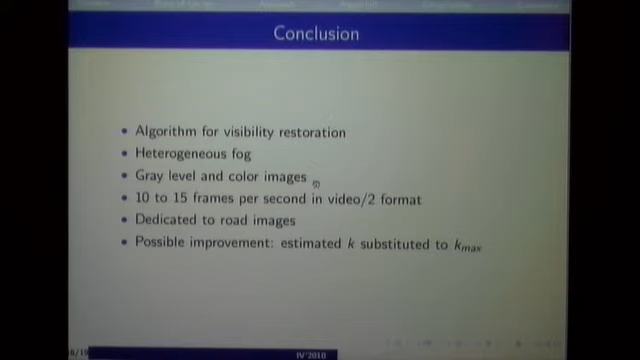 Conclusion
Algorithm for visibility restoration
Heterogeneous fog
Gray level and color images
10 to 15 frames per second in video/2 format
Dedicated to road images
Possible improvement: estimated k substituted to kmax
IV'2010